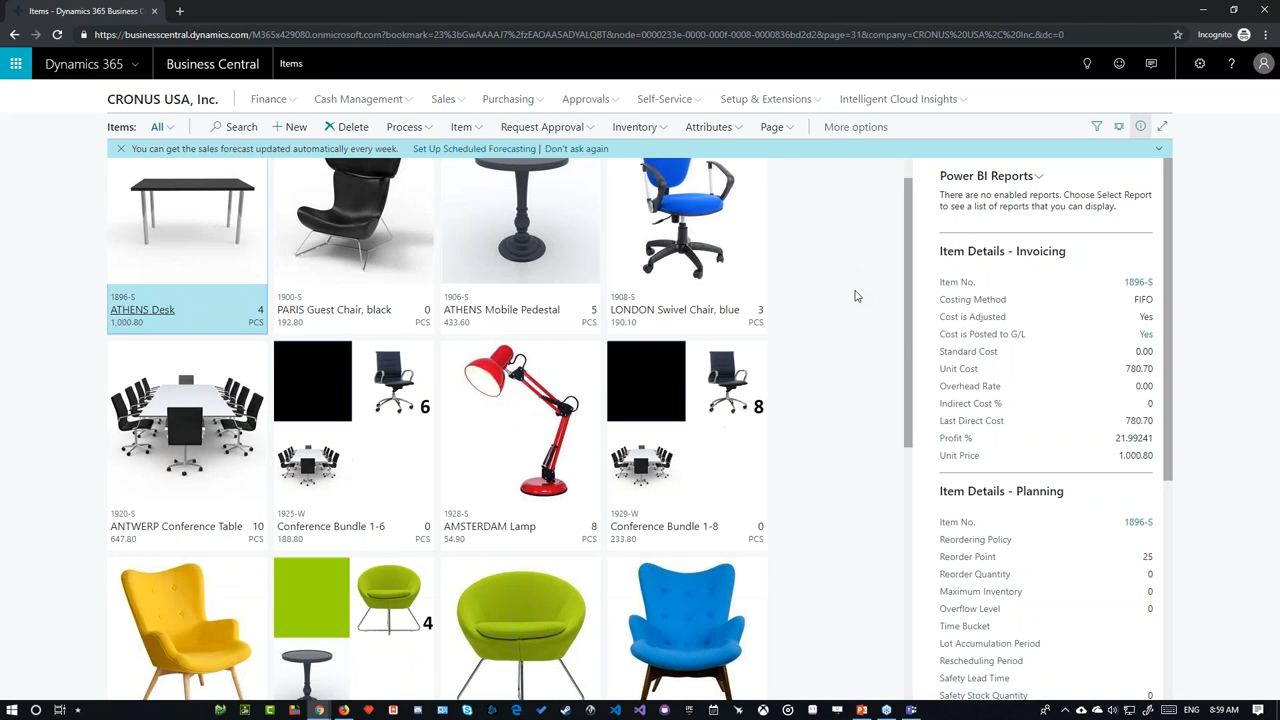 Items - Dynamics 365 Business C
https://businesscentral.dynamics.com/M365x429080.onmicrosoft.com?bookmark=23%3bGwAAAAJ7%2fzEAOAA5ADYALQBT&node=0000233e-0000-000f-0008-0000836bd2d2&page=31&company=CRONUS%20USA%2C%20Inc.&dc=0
Incognito
Dynamics 365
Business Central
Items
CRONUS USA, Inc.
Finance
Cash Management
Sales
Purchasing
Approvals
Self-Service
Setup & Extensions
Intelligent Cloud Insights
Items:
All
Search
New
Delete
Process
Item
Request Approval
Inventory
Attributes
Page
More options
You can get the sales forecast updated automatically every week.
Set Up Scheduled Forecasting
Don't ask again
1896-S
ATHENS Desk 4
1,000.80 PCS
1900-S
PARIS Guest Chair, black 0
192.80 PCS
1906-S
ATHENS Mobile Pedestal 5
433.60 PCS
1908-S
LONDON Swivel Chair, blue 3
190.10 PCS
1920-S
ANTWERP Conference Table 10
647.80 PCS
6
1925-W
Conference Bundle 1-6 0
188.80 PCS
1928-S
AMSTERDAM Lamp 8
54.90 PCS
8
1929-W
Conference Bundle 1-8 0
233.80 PCS
4
Power BI Reports
There are no enabled reports. Choose Select Report
to see a list of reports that you can display.
Item Details - Invoicing
Item No. 1896-S
Costing Method FIFO
Cost is Adjusted Yes
Cost is Posted to G/L Yes
Standard Cost 0.00
Unit Cost 780.70
Overhead Rate 0.00
Indirect Cost % 0
Last Direct Cost 780.70
Profit % 21.99241
Unit Price 1,000.80
Item Details - Planning
Item No. 1896-S
Reordering Policy
Reorder Point 25
Reorder Quantity 0
Maximum Inventory 0
Overflow Level 0
Time Bucket
Lot Accumulation Period
Rescheduling Period
Safety Lead Time
Safety Stock Quantity 0
8:59 AM